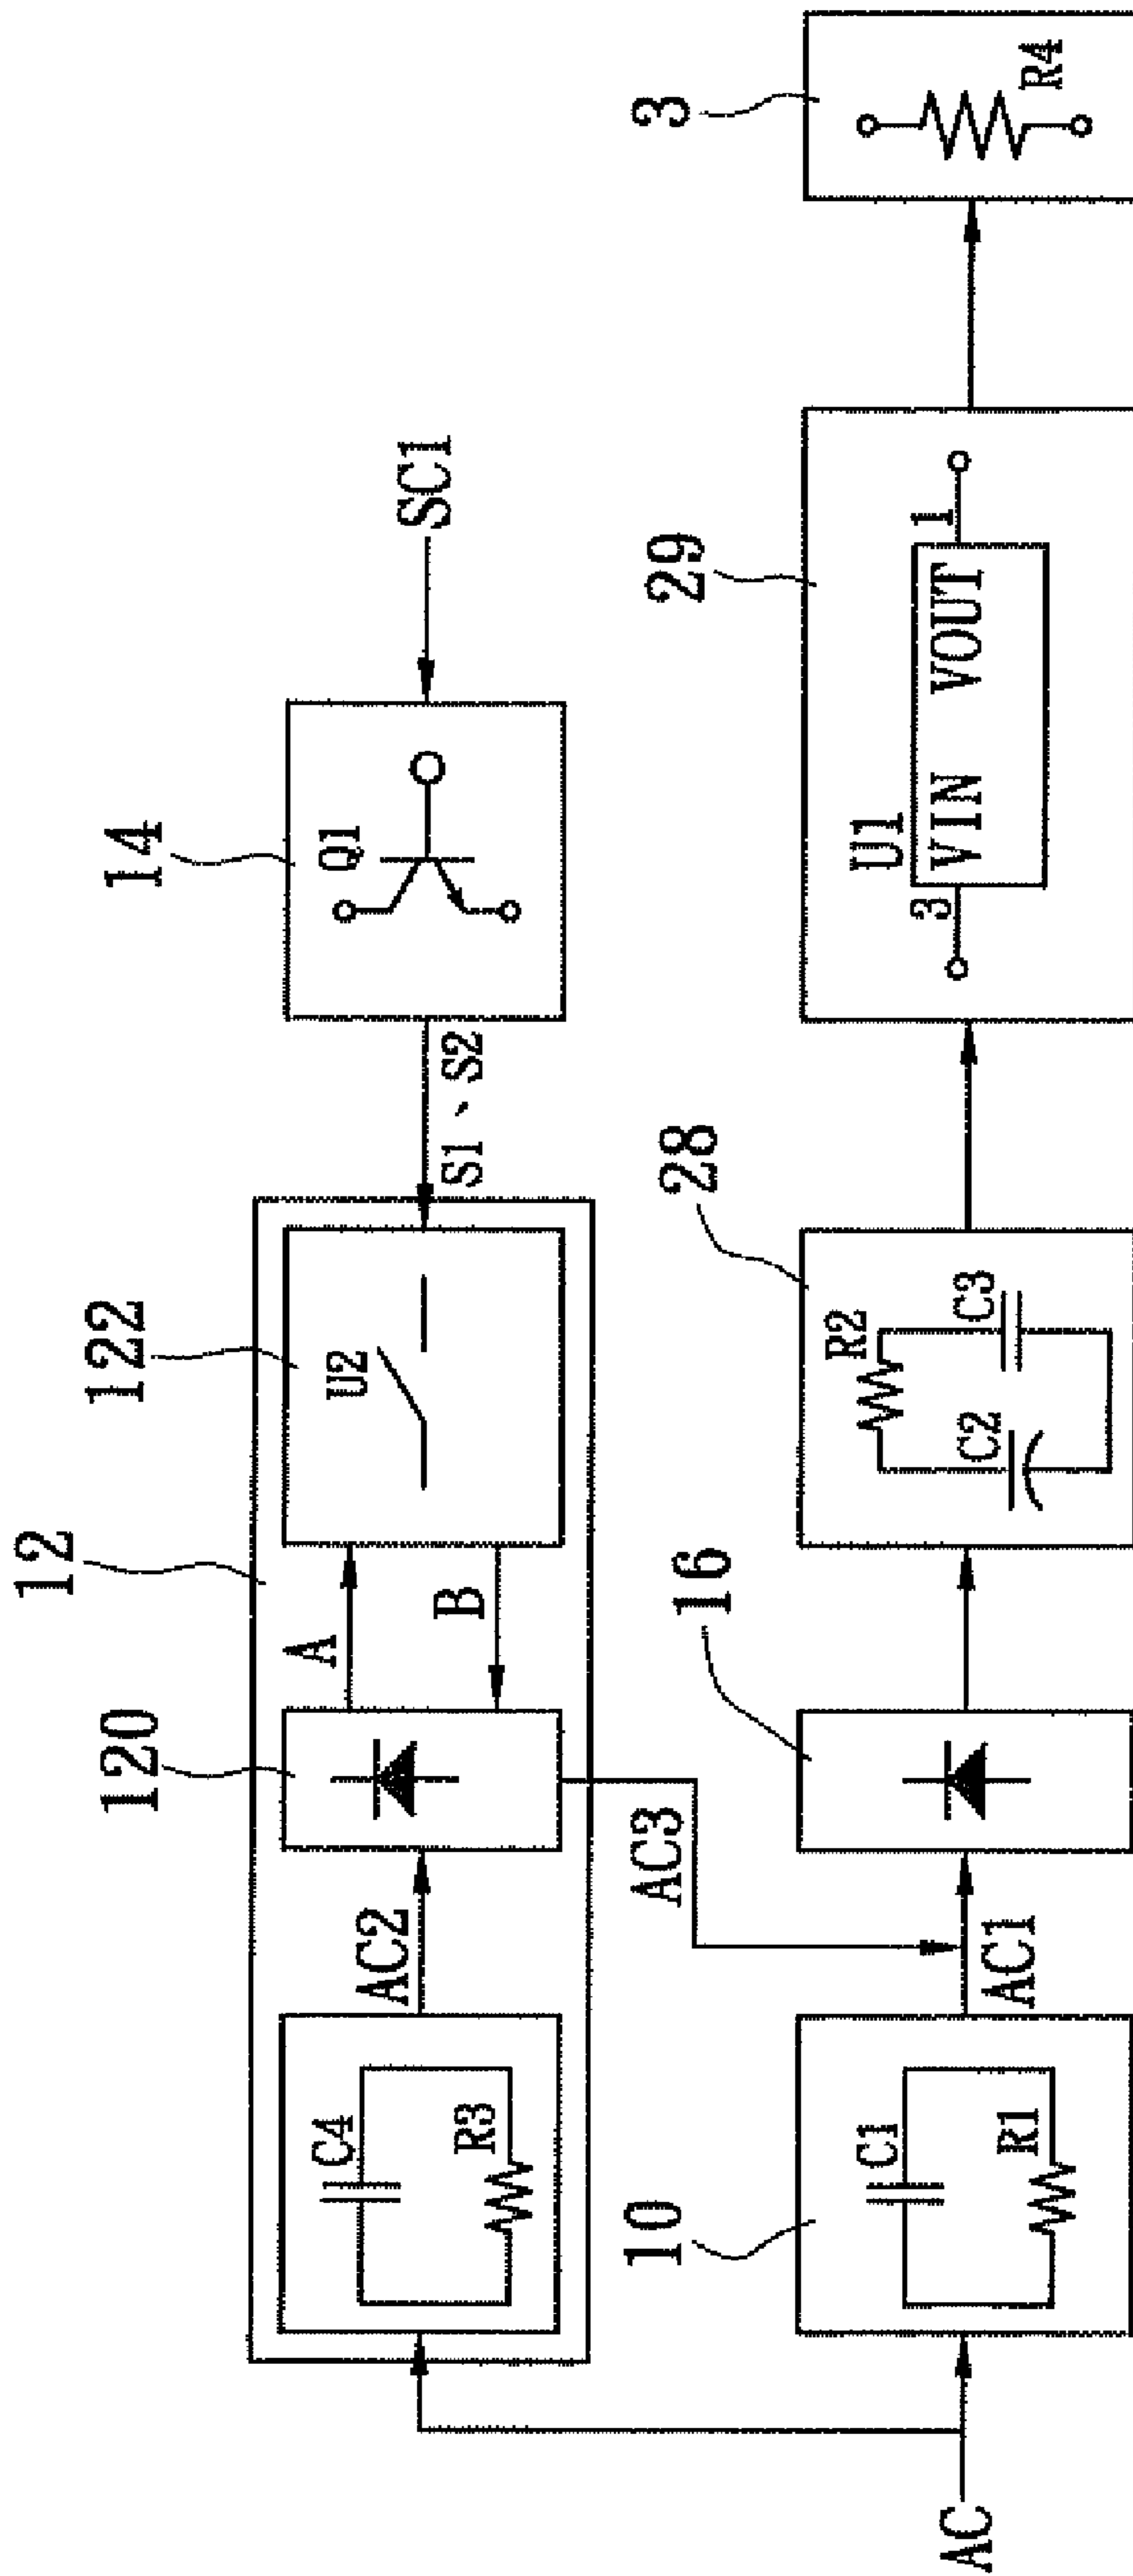 12
120
122
14
AC2
A
B
S1、S2
SC1
C4
R3
U2
Q1
AC3
AC
10
C1
R1
AC1
16
28
R2
C2
C3
29
U1
3
VIN VOUT
1
3
R4